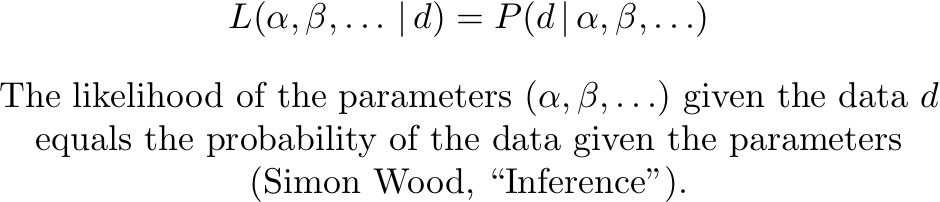 L(α, β, … | d) = P(d | α, β, …)
The likelihood of the parameters (α, β, …) given the data d
equals the probability of the data given the parameters
(Simon Wood, “Inference”).